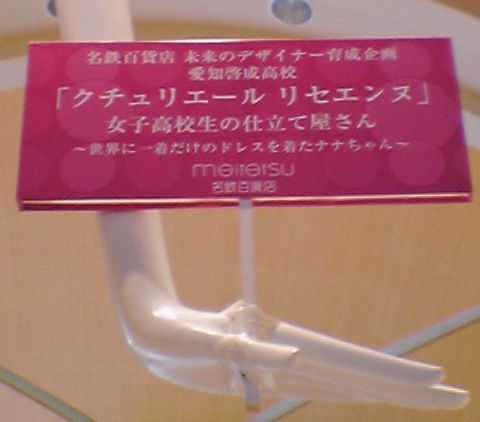 名鉄百貨店 未来のデザイナー育成企画
愛知啓成高校
「クチュリエール リセエンヌ」
女子高校生の仕立て屋さん
～世界に一着だけのドレスを着たナナちゃん～
meitetsu
名鉄百貨店